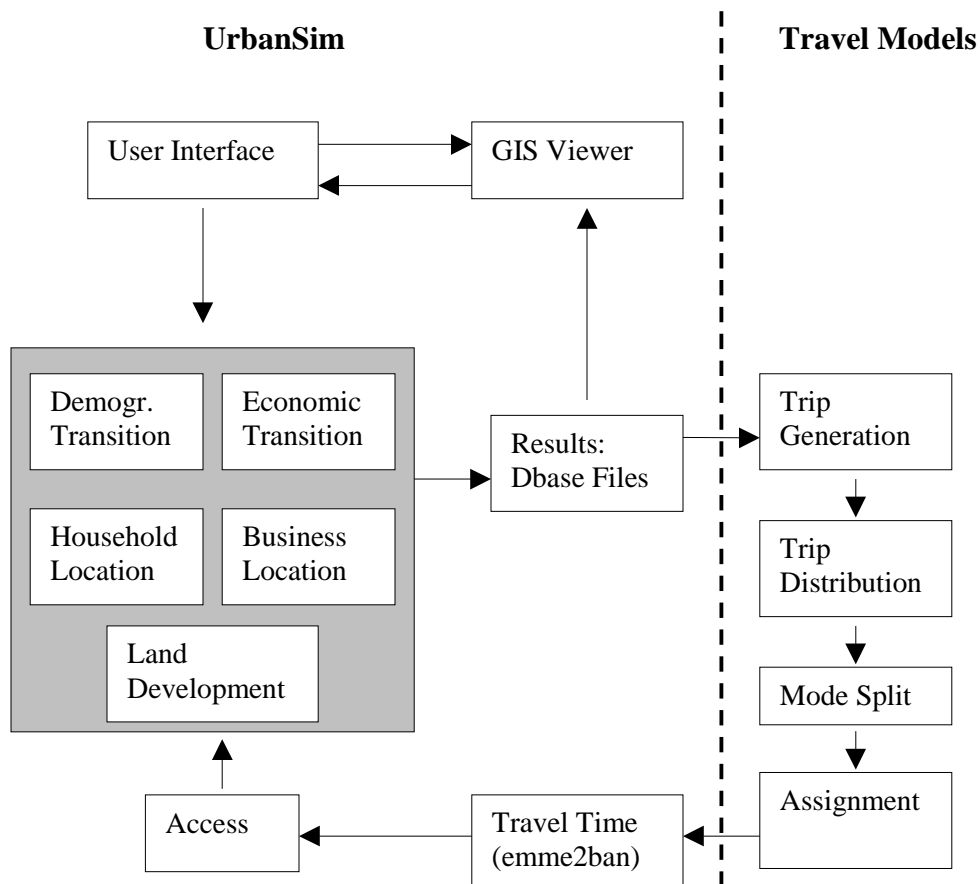 UrbanSim
Travel Models
User Interface
GIS Viewer
Demogr.
Transition
Economic
Transition
Household
Location
Business
Location
Land
Development
Results:
Dbase Files
Trip
Generation
Trip
Distribution
Mode Split
Assignment
Travel Time
(emme2ban)
Access